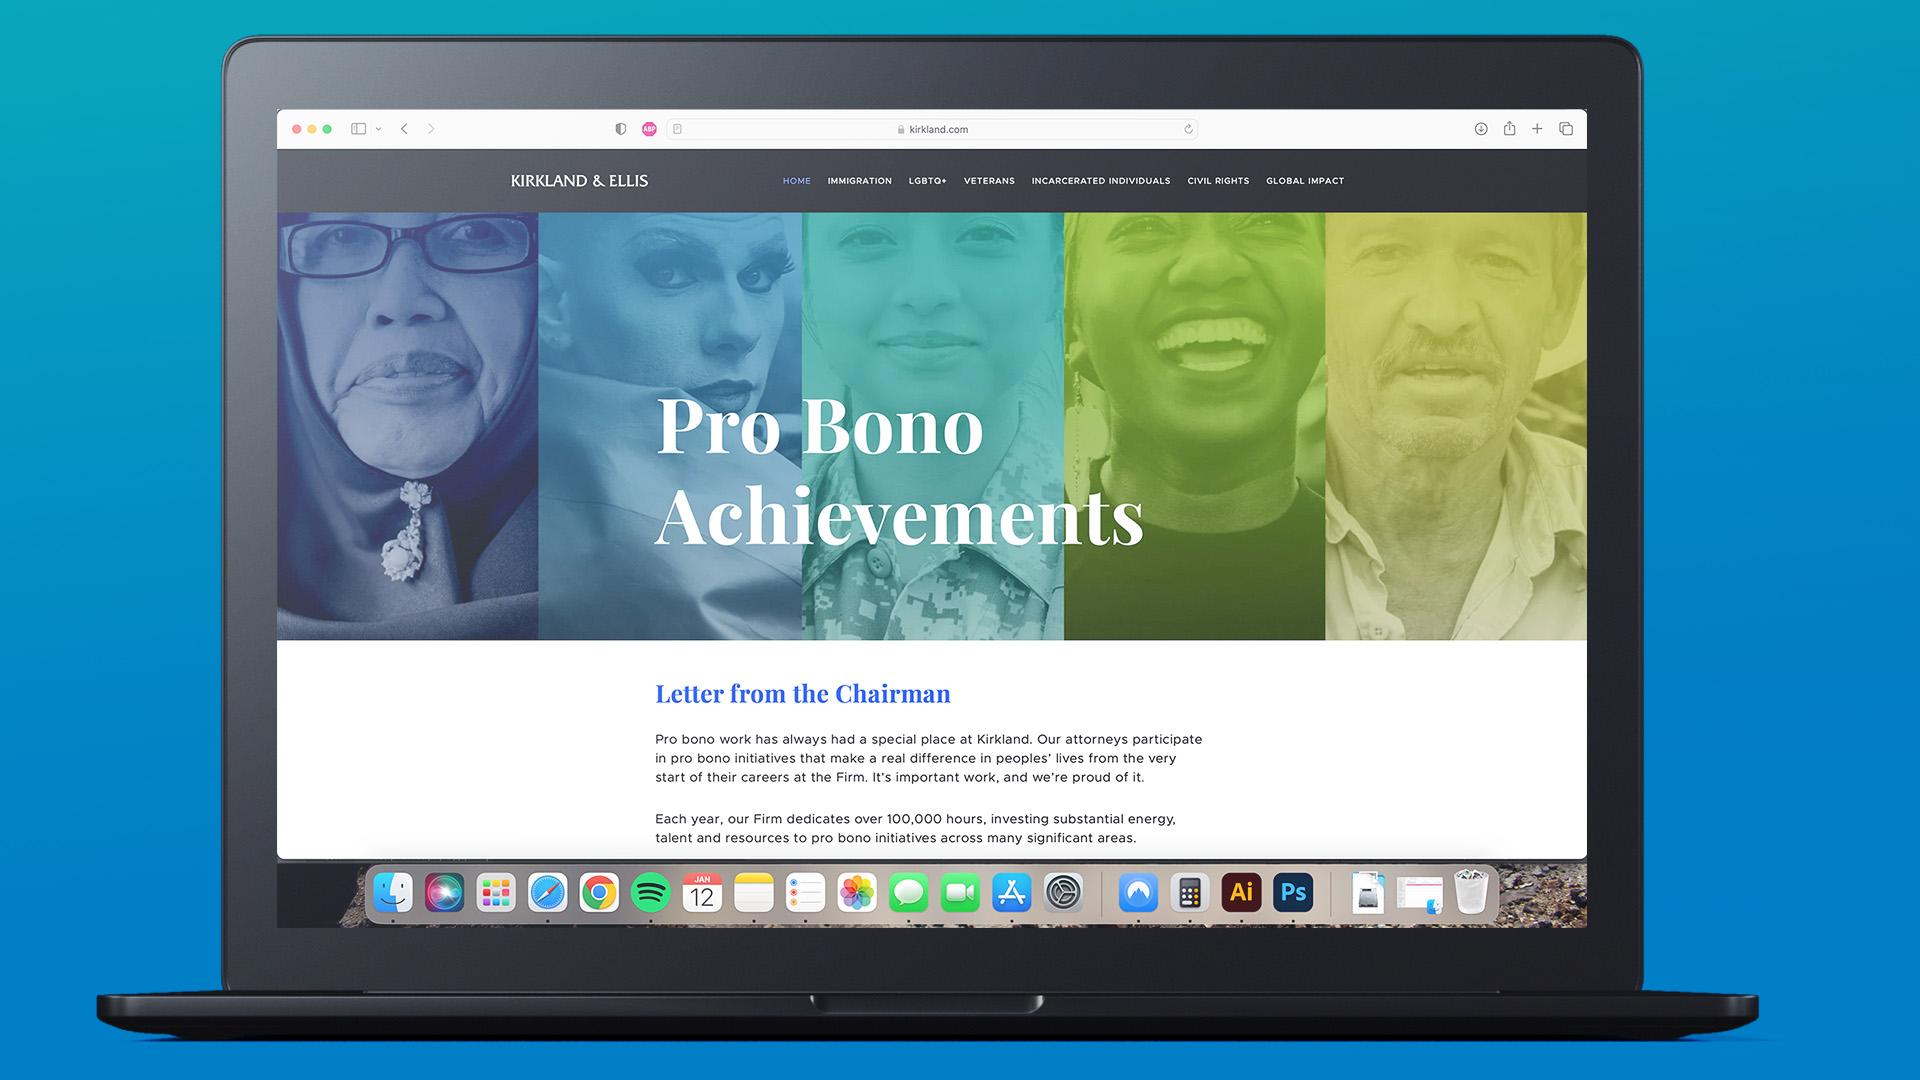 ABP
kirkland.com
KIRKLAND & ELLIS
HOME IMMIGRATION LGBTQ+ VETERANS INCARCERATED INDIVIDUALS CIVIL RIGHTS GLOBAL IMPACT
Pro Bono
Achievements
Letter from the Chairman
Pro bono work has always had a special place at Kirkland. Our attorneys participate
in pro bono initiatives that make a real difference in peoples’ lives from the very
start of their careers at the Firm. It’s important work, and we’re proud of it.
Each year, our Firm dedicates over 100,000 hours, investing substantial energy,
talent and resources to pro bono initiatives across many significant areas.
JAN
12
Ai
Ps